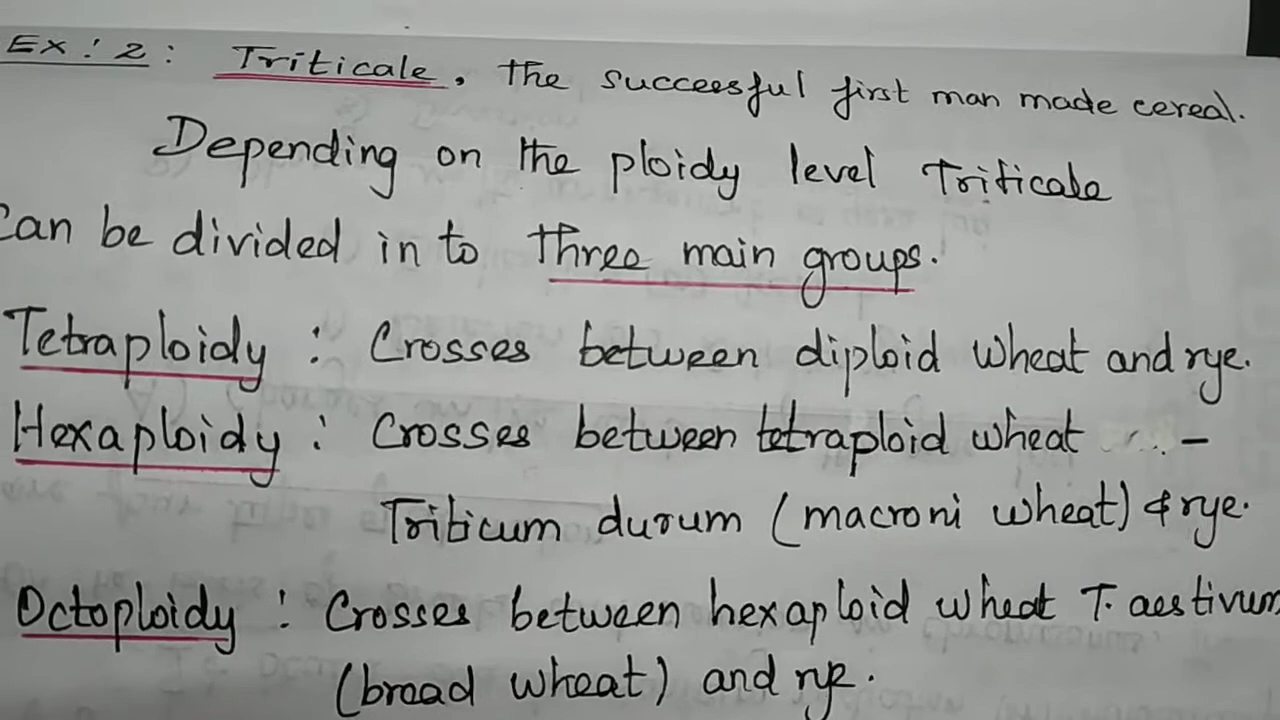 Ex: 2: Triticale, The successful first man made cereal.
Depending on the ploidy level Triticale
can be divided in to three main groups.
Tetraploidy : Crosses between diploid wheat and rye.
Hexaploidy : Crosses between tetraploid wheat -
Triticum durum (macroni wheat) & rye.
Octoploidy : Crosses between hexaploid wheat T. aestivum
(bread wheat) and rye.